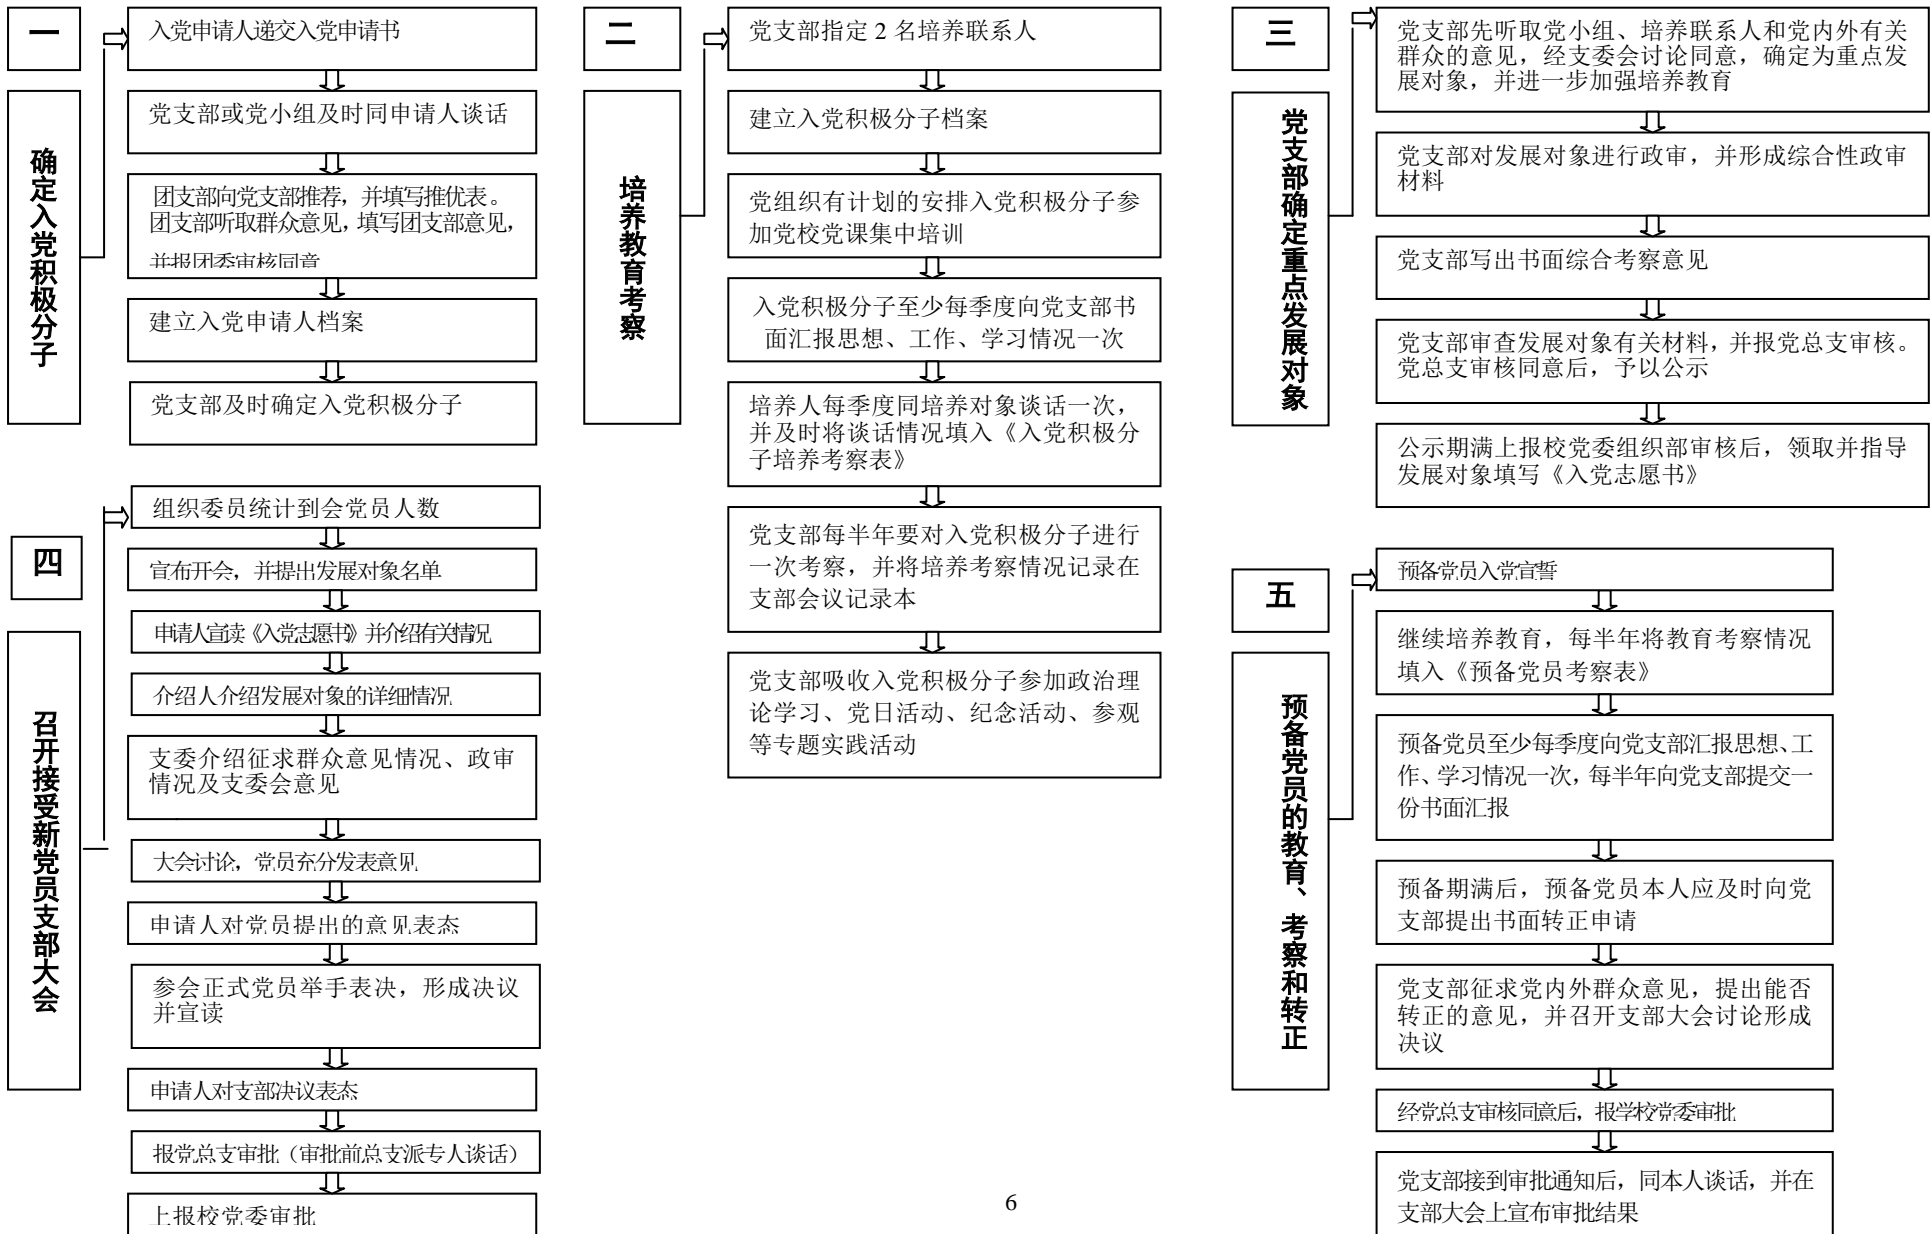 一
确定入党积极分子
入党申请人递交入党申请书
党支部或党小组及时同申请人谈话
团支部向党支部推荐，并填写推优表。
团支部听取群众意见，填写团支部意见，
并报团委审核同意
建立入党申请人档案
党支部及时确定入党积极分子
二
培养教育考察
党支部指定 2 名培养联系人
建立入党积极分子档案
党组织有计划的安排入党积极分子参
加党校党课集中培训
入党积极分子至少每季度向党支部书
面汇报思想、工作、学习情况一次
培养人每季度同培养对象谈话一次，
并及时将谈话情况填入《入党积极分
子培养考察表》
党支部每半年要对入党积极分子进行
一次考察，并将培养考察情况记录在
支部会议记录本
党支部吸收入党积极分子参加政治理
论学习、党日活动、纪念活动、参观
等专题实践活动
三
党支部确定重点发展对象
党支部先听取党小组、培养联系人和党内外有关
群众的意见，经支委会讨论同意，确定为重点发
展对象，并进一步加强培养教育
党支部对发展对象进行政审，并形成综合性政审
材料
党支部写出书面综合考察意见
党支部审查发展对象有关材料，并报党总支审核。
党总支审核同意后，予以公示
公示期满上报校党委组织部审核后，领取并指导
发展对象填写《入党志愿书》
四
召开接受新党员支部大会
组织委员统计到会党员人数
宣布开会，并提出发展对象名单
申请人宣读《入党志愿书》并介绍有关情况
介绍人介绍发展对象的详细情况
支委介绍征求群众意见情况、政审
情况及支委会意见
大会讨论，党员充分发表意见
申请人对党员提出的意见表态
参会正式党员举手表决，形成决议
并宣读
申请人对支部决议表态
报党总支审批（审批前总支派专人谈话）
上报校党委审批
五
预备党员的教育、考察和转正
预备党员入党宣誓
继续培养教育，每半年将教育考察情况
填入《预备党员考察表》
预备党员至少每季度向党支部汇报思想、工
作、学习情况一次，每半年向党支部提交一
份书面汇报
预备期满后，预备党员本人应及时向党
支部提出书面转正申请
党支部征求党内外群众意见，提出能否
转正的意见，并召开支部大会讨论形成
决议
经党总支审核同意后，报学校党委审批
党支部接到审批通知后，同本人谈话，并在
支部大会上宣布审批结果
6